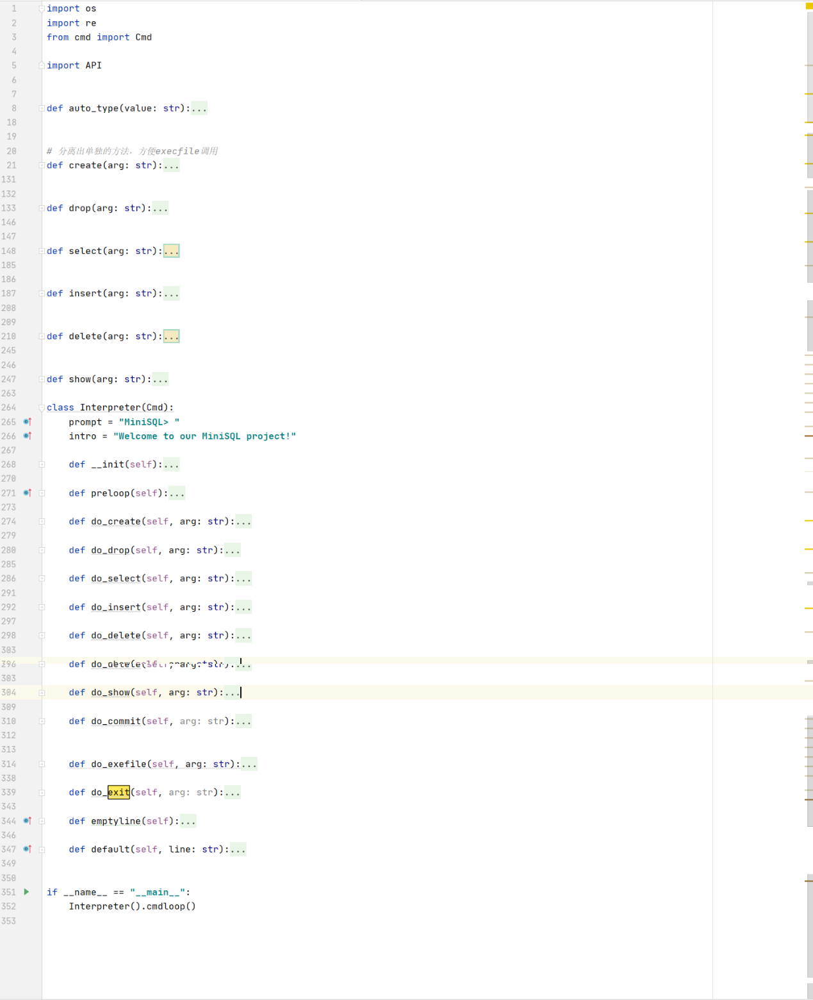 1 import os
2 import re
3 from cmd import Cmd
4
5 import API
6
7
8 def auto_type(value: str):...
18
19
20 # 分离出单独的方法，方便execfile调用
21 def create(arg: str):...
131
132
133 def drop(arg: str):...
146
147
148 def select(arg: str):...
185
186
187 def insert(arg: str):...
208
209
210 def delete(arg: str):...
245
246
247 def show(arg: str):...
263
264 class Interpreter(Cmd):
265 prompt = "MiniSQL> "
266 intro = "Welcome to our MiniSQL project!"
267
268 def __init(self):...
270
271 def preloop(self):...
273
274 def do_create(self, arg: str):...
279
280 def do_drop(self, arg: str):...
285
286 def do_select(self, arg: str):...
291
292 def do_insert(self, arg: str):...
297
298 def do_delete(self, arg: str):...
303
def
303
304 def do_show(self, arg: str):...
309
310 def do_commit(self, arg: str):...
312
313
314 def do_exefile(self, arg: str):...
338
339 def do_exit(self, arg: str):...
343
344 def emptyline(self):...
346
347 def default(self, line: str):...
349
350
351 if __name__ == "__main__":
352 Interpreter().cmdloop()
353